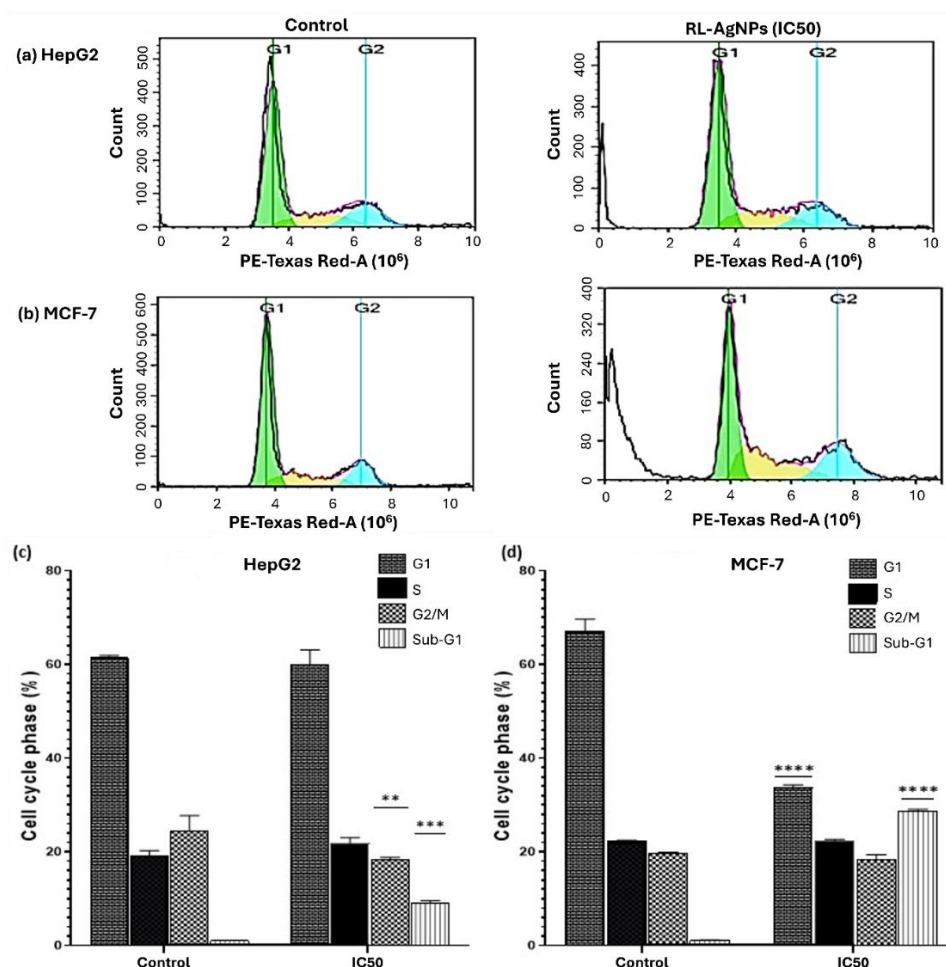 Control
RL-AgNPs (IC50)
(a) HepG2
G1
G2
Count
0 100 200 300 400 500
0 2 4 6 8 10
PE-Texas Red-A (10⁶)
G1
G2
Count
0 100 200 300 400
0 2 4 6 8 10
PE-Texas Red-A (10⁶)
(b) MCF-7
G1
G2
Count
0 100 200 300 400 500 600
0 2 4 6 8 10
PE-Texas Red-A (10⁶)
G1
G2
Count
0 80 160 240 320 400
0 2 4 6 8 10
PE-Texas Red-A (10⁶)
(c)
HepG2
G1
S
G2/M
Sub-G1
Cell cycle phase (%)
80
60
40
20
0
**
***
Control
IC50
(d)
MCF-7
G1
S
G2/M
Sub-G1
Cell cycle phase (%)
80
60
40
20
0
****
****
Control
IC50